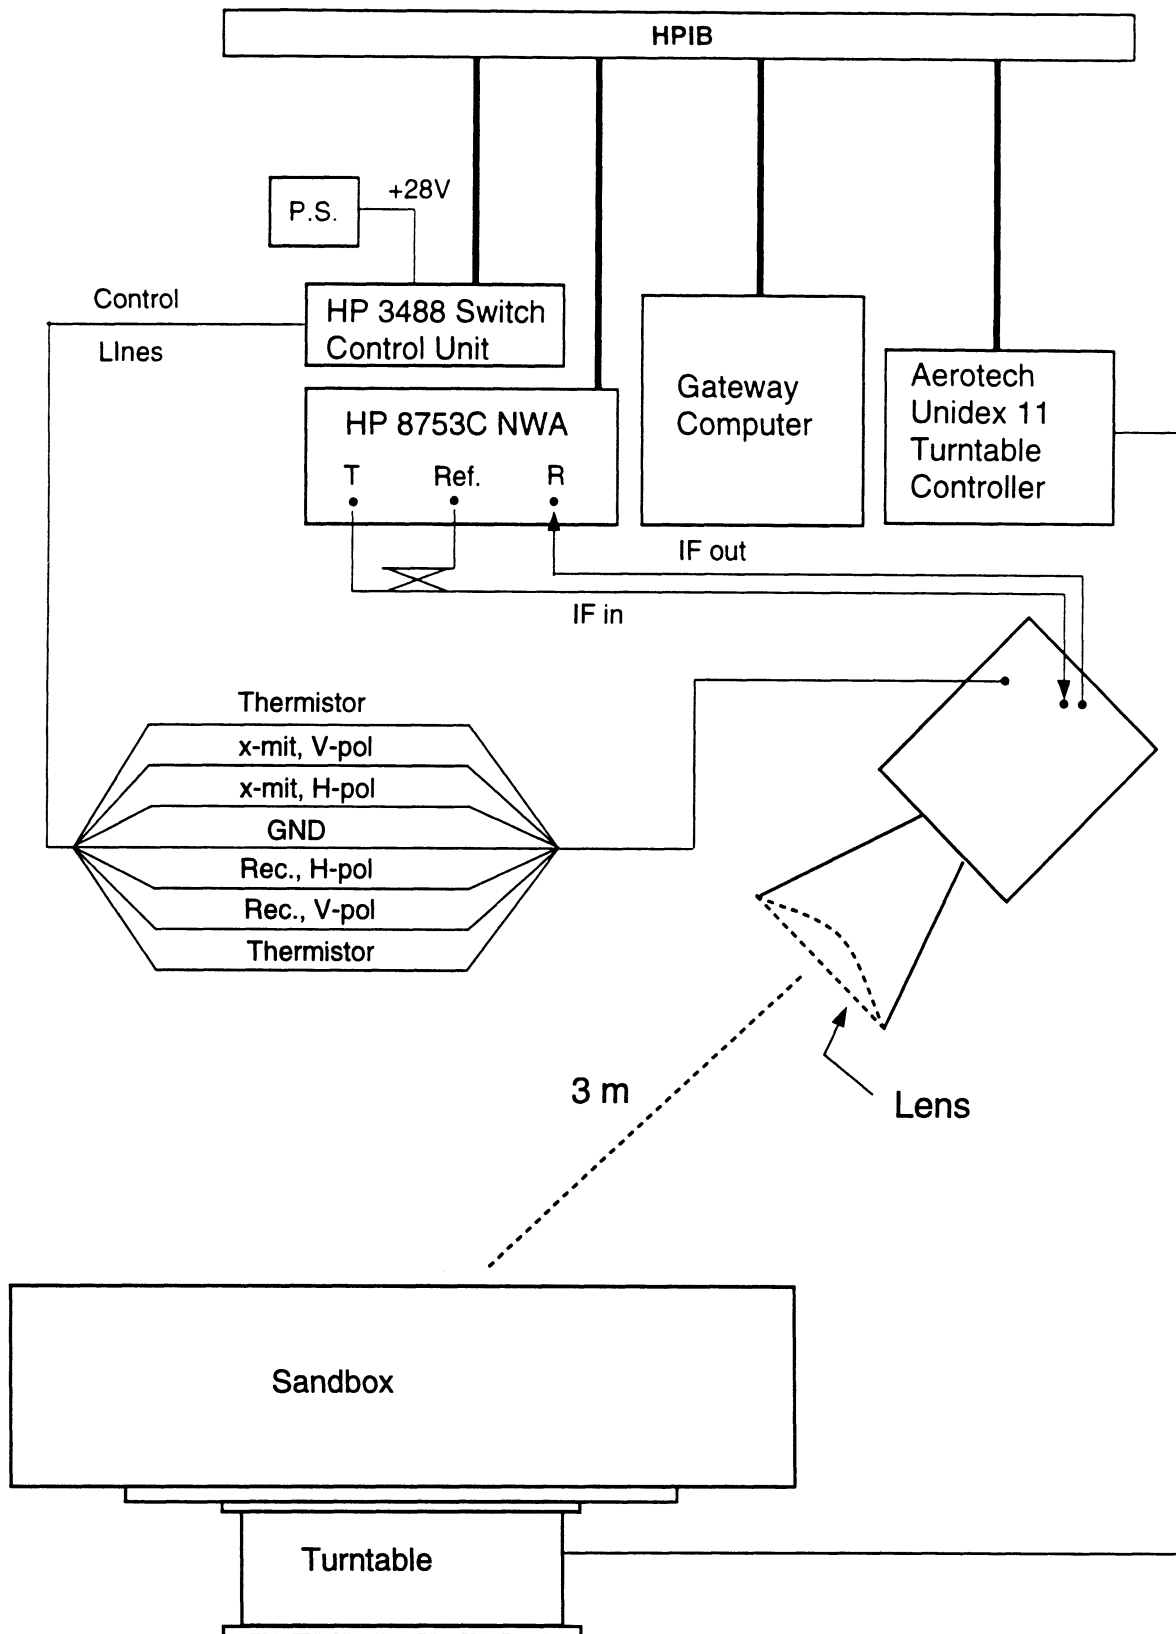 HPIB
P.S.
+28V
Control
LInes
HP 3488 Switch
Control Unit
HP 8753C NWA
T
Ref.
R
Gateway
Computer
Aerotech
Unidex 11
Turntable
Controller
IF out
IF in
Thermistor
x-mit, V-pol
x-mit, H-pol
GND
Rec., H-pol
Rec., V-pol
Thermistor
3 m
Lens
Sandbox
Turntable